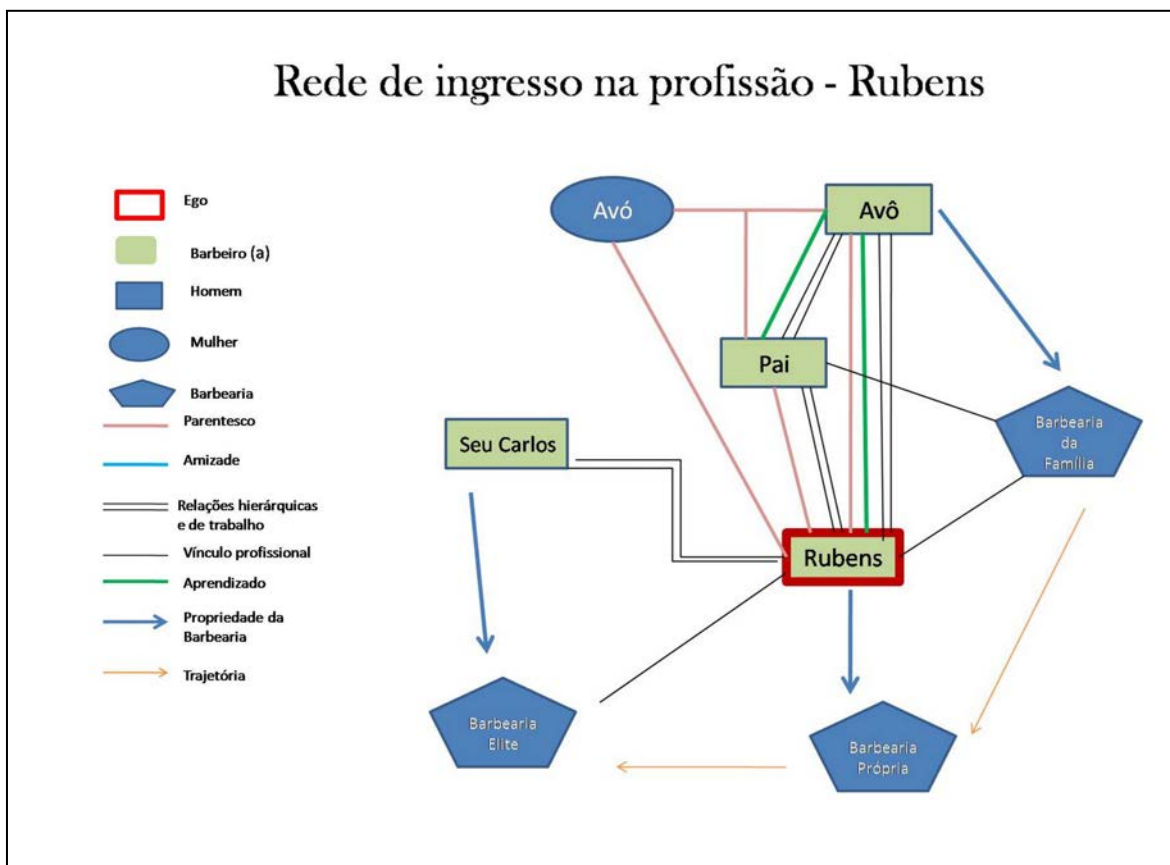 Rede de ingresso na profissão - Rubens
Ego
Barbeiro (a)
Homem
Mulher
Barbearia
Parentesco
Amizade
Relações hierárquicas
e de trabalho
Vínculo profissional
Aprendizado
Propriedade da
Barbearia
Trajetória
Avó
Avô
Pai
Seu Carlos
Barbearia
da
Família
Rubens
Barbearia
Elite
Barbearia
Própria